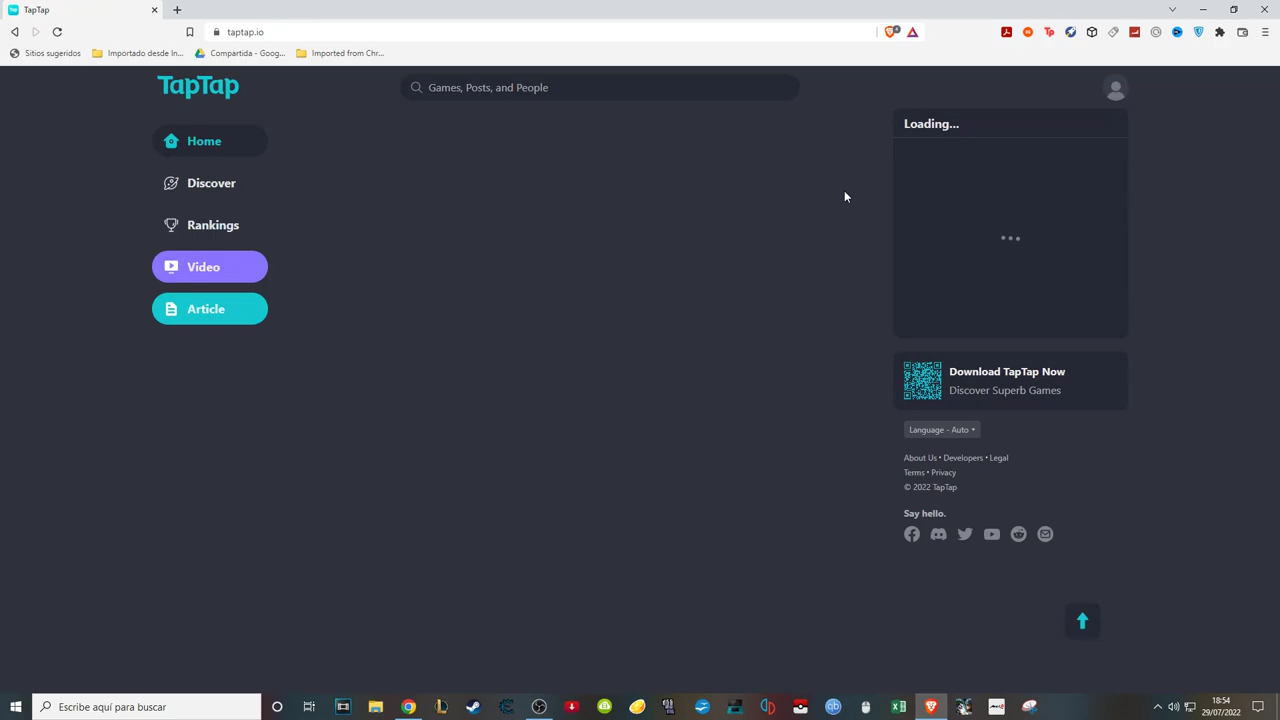 TapTap
taptap.io
Sitios sugeridos
Importado desde In...
Compartida - Goog...
Imported from Chr...
TapTap
Games, Posts, and People
Home
Discover
Rankings
Video
Article
Loading...
Download TapTap Now
Discover Superb Games
Language - Auto
About Us • Developers • Legal
Terms • Privacy
© 2022 TapTap
Say hello.
Escribe aquí para buscar
18:54
29/07/2022